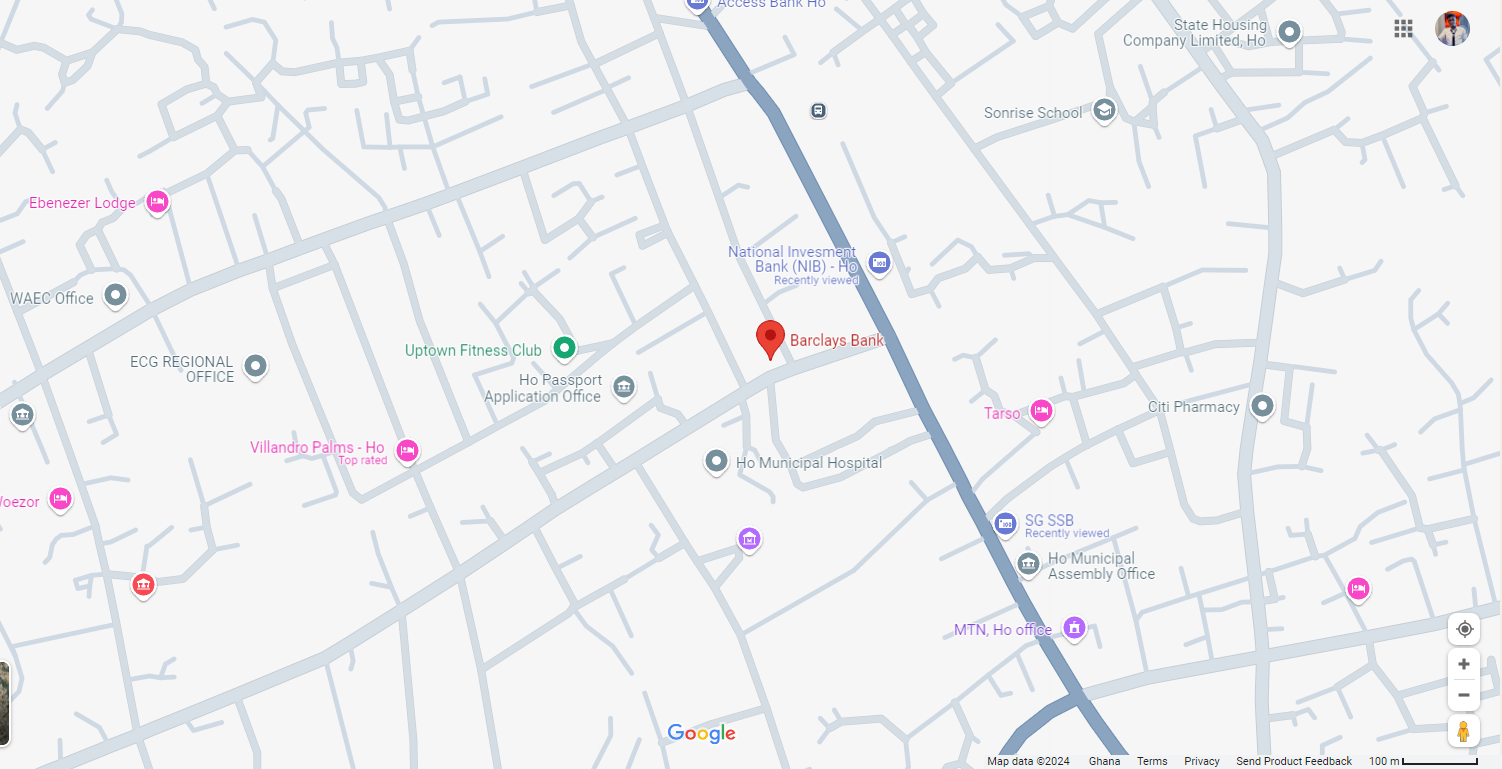 Access Bank Ho
State Housing
Company Limited, Ho
Sonrise School
Ebenezer Lodge
National Invesment
Bank (NIB) - Ho
Recently viewed
WAEC Office
Barclays Bank
Uptown Fitness Club
ECG REGIONAL
OFFICE
Ho Passport
Application Office
Tarso
Citi Pharmacy
Villandro Palms - Ho
Top rated
Ho Municipal Hospital
oezor
SG SSB
Recently viewed
Ho Municipal
Assembly Office
MTN, Ho office
Google
Map data ©2024 Ghana Terms Privacy Send Product Feedback 100 m